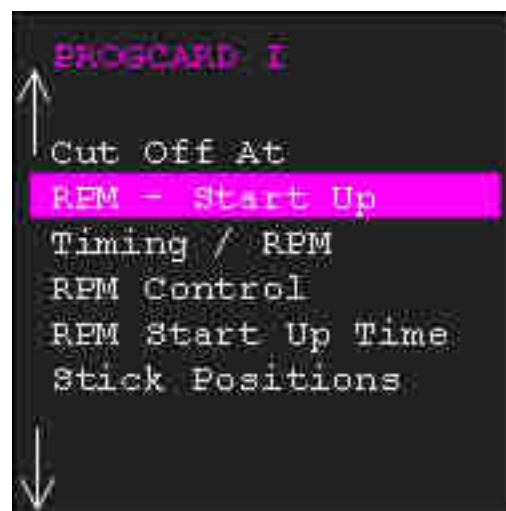 PROGCARD I
Cut Off At
RPM - Start Up
Timing / RPM
RPM Control
RPM Start Up Time
Stick Positions